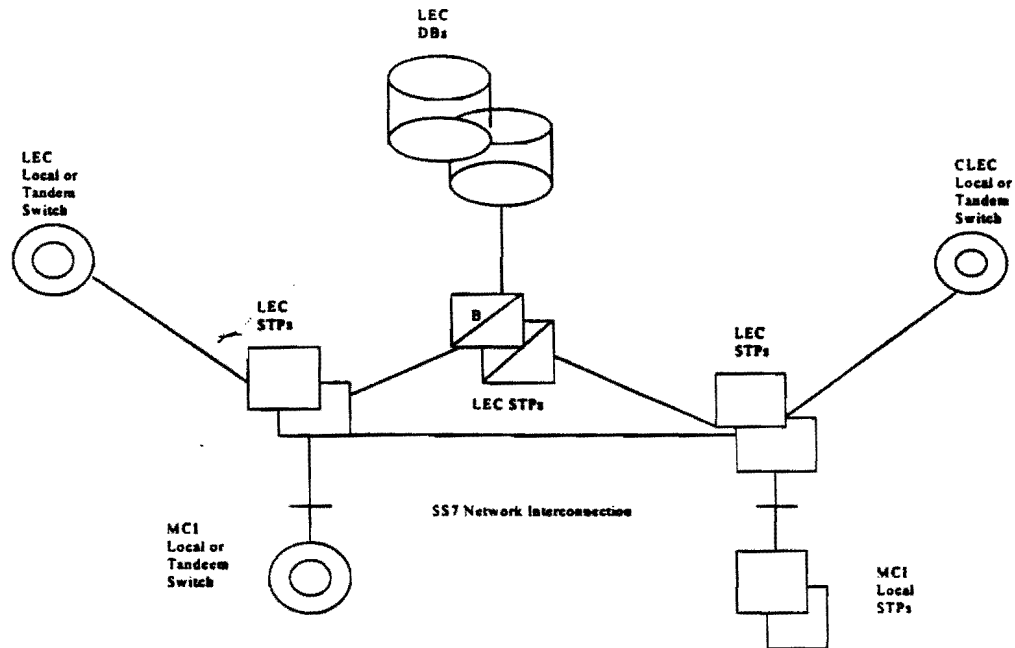 LEC
DBs
LEC
Local or
Tandem
Switch
CLEC
Local or
Tandem
Switch
LEC
STPs
B
LEC STPs
LEC
STPs
SS7 Network Interconnection
MCI
Local or
Tandeem
Switch
MCI
Local
STPs